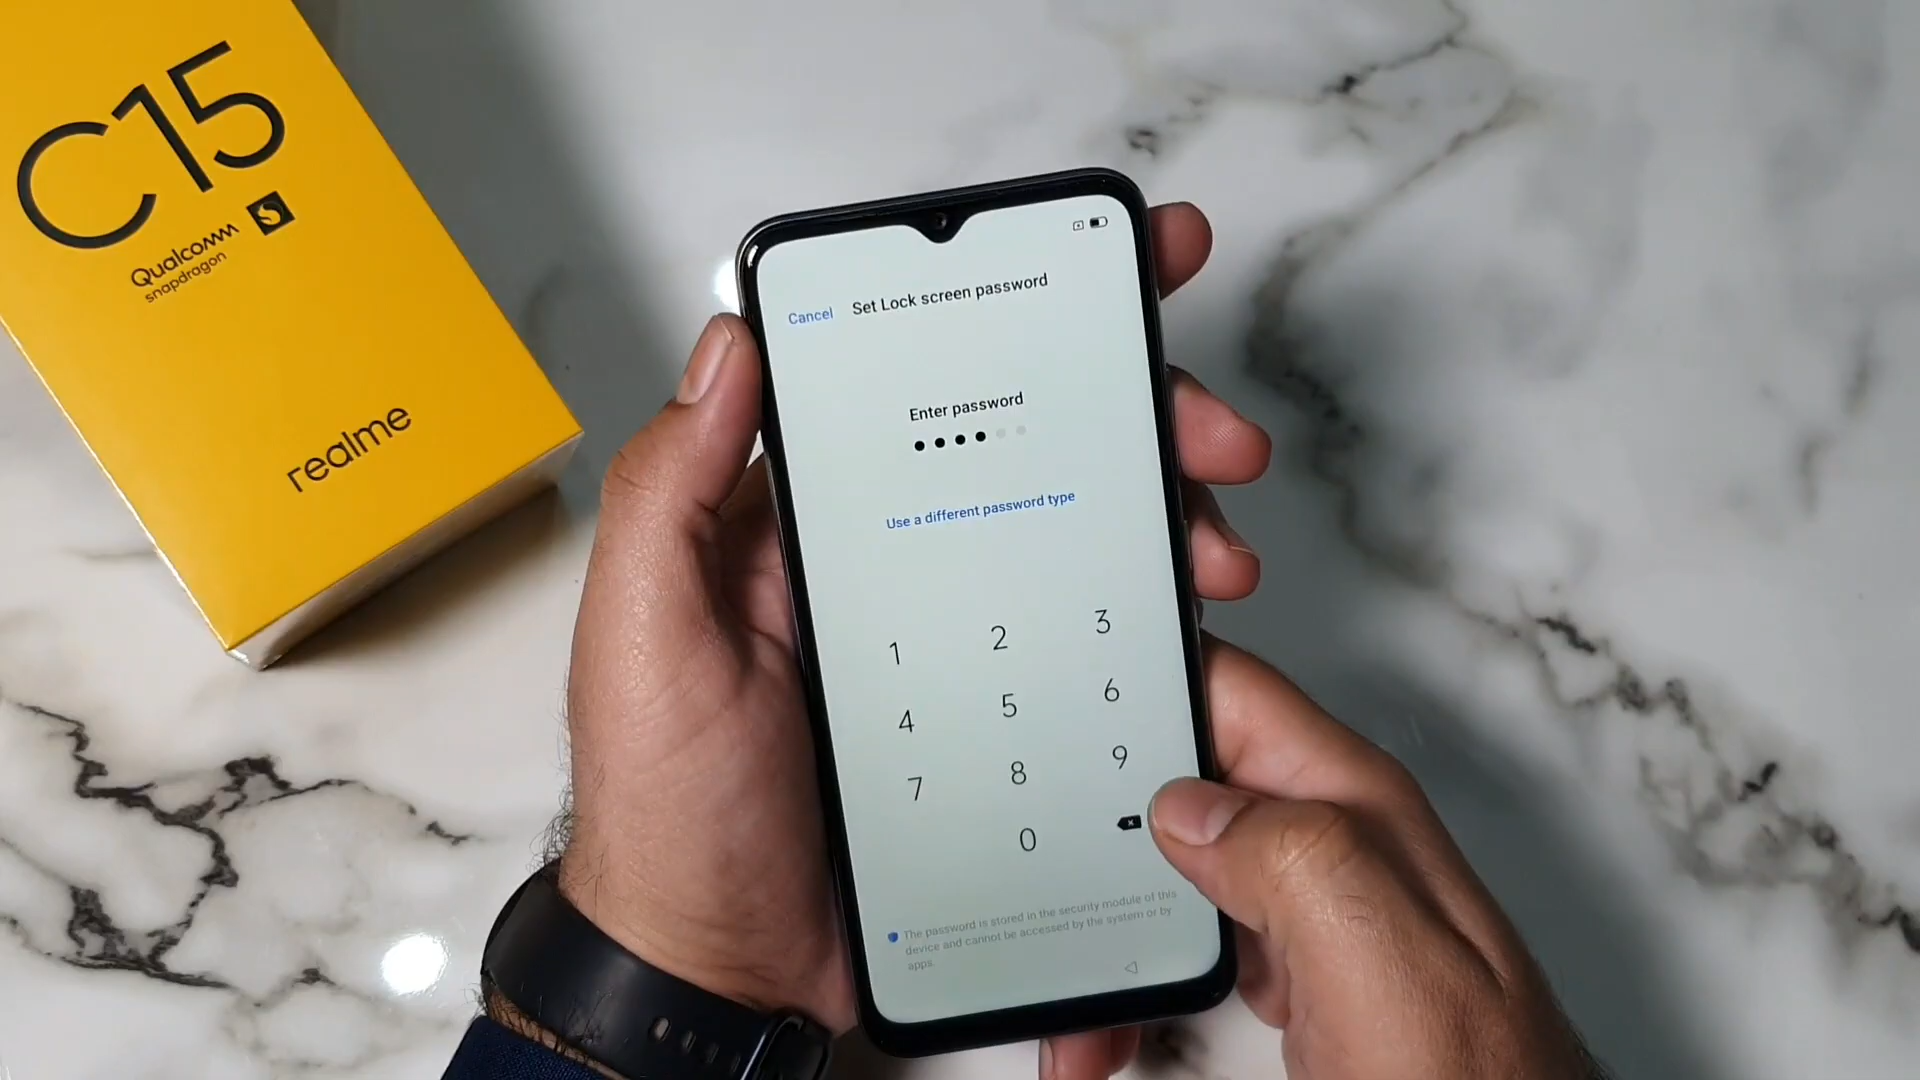 C15
Qualcomm
snapdragon
realme
Cancel Set Lock screen password
Enter password
Use a different password type
1 2 3
4 5 6
7 8 9
0
The password is stored in the security module of this
device and cannot be accessed by the system or by
apps.